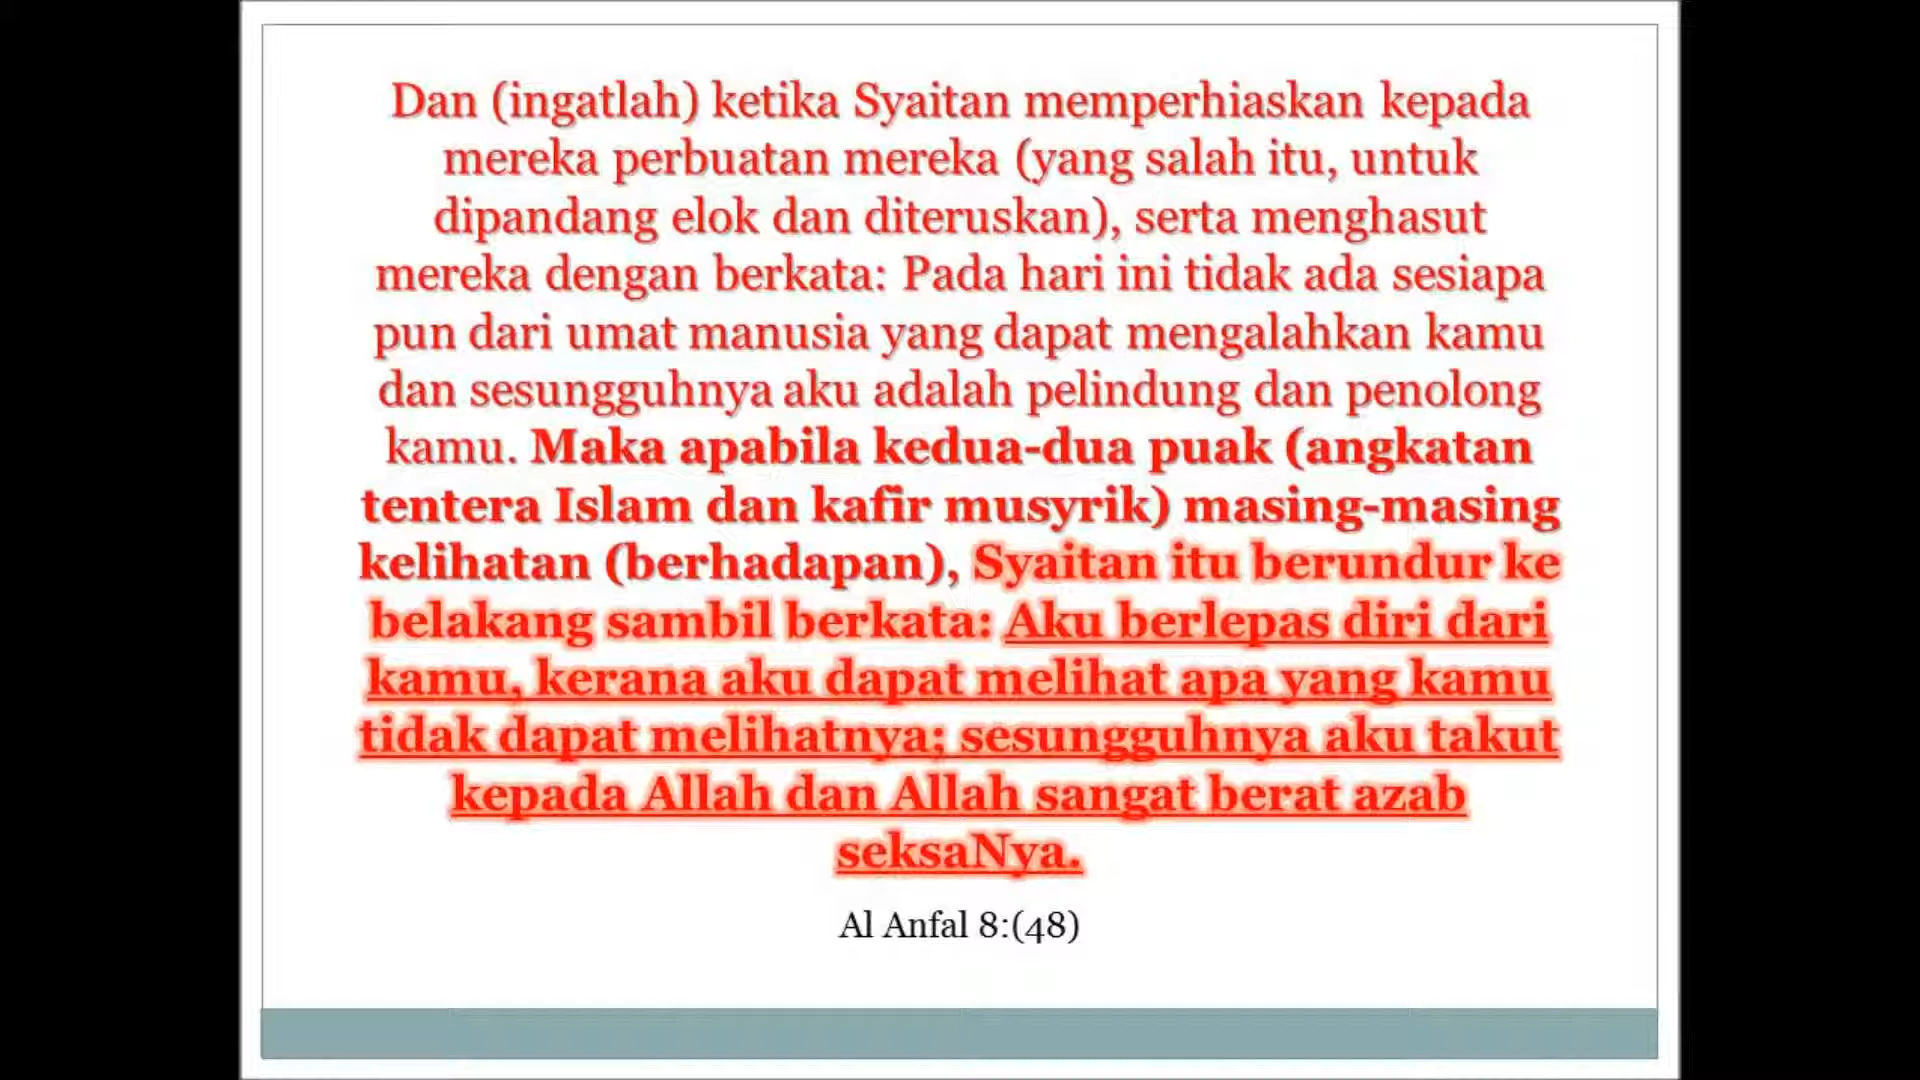 Dan (ingatlah) ketika Syaitan memperhiaskan kepada
mereka perbuatan mereka (yang salah itu, untuk
dipandang elok dan diteruskan), serta menghasut
mereka dengan berkata: Pada hari ini tidak ada sesiapa
pun dari umat manusia yang dapat mengalahkan kamu
dan sesungguhnya aku adalah pelindung dan penolong
kamu. Maka apabila kedua-dua puak (angkatan
tentera Islam dan kafir musyrik) masing-masing
kelihatan (berhadapan), Syaitan itu berundur ke
belakang sambil berkata: Aku berlepas diri dari
kamu, kerana aku dapat melihat apa yang kamu
tidak dapat melihatnya; sesungguhnya aku takut
kepada Allah dan Allah sangat berat azab
seksaNya.
Al Anfal 8:(48)